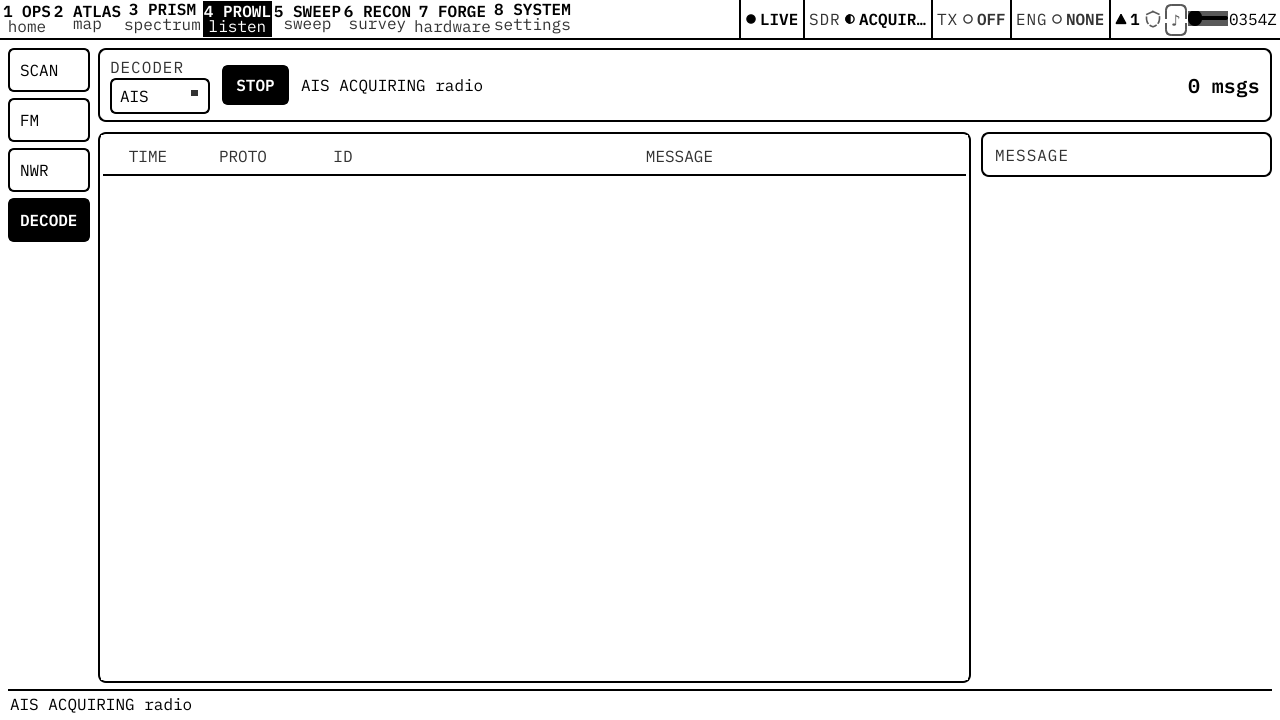 1 OPS 2 ATLAS 3 PRISM 4 PROWL 5 SWEEP 6 RECON 7 FORGE 8 SYSTEM
home map spectrum listen sweep survey hardware settings
LIVE SDR ACQUIR… TX OFF ENG NONE 1 ♪ 0354Z
SCAN
FM
NWR
DECODE
DECODER
AIS
STOP
AIS ACQUIRING radio
0 msgs
TIME PROTO ID MESSAGE
MESSAGE
AIS ACQUIRING radio